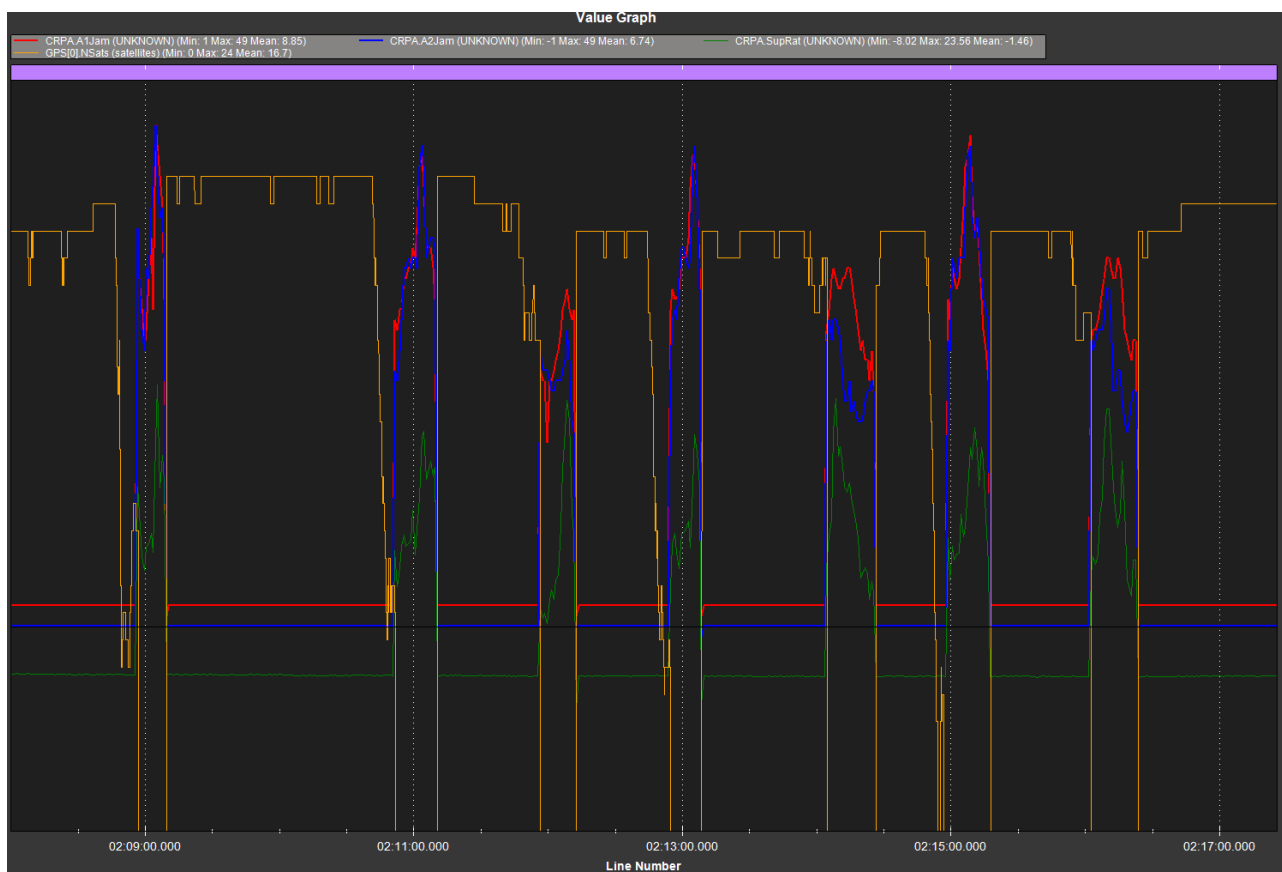 Value Graph
CRPA.A1Jam (UNKNOWN) (Min: 1 Max: 49 Mean: 8.85) CRPA.A2Jam (UNKNOWN) (Min: -1 Max: 49 Mean: 6.74) CRPA.SupRat (UNKNOWN) (Min: -8.02 Max: 23.56 Mean: -1.46)
GPS[0].NSats (satellites) (Min: 0 Max: 24 Mean: 16.7)
02:09:00.000 02:11:00.000 02:13:00.000 02:15:00.000 02:17:00.000
Line Number